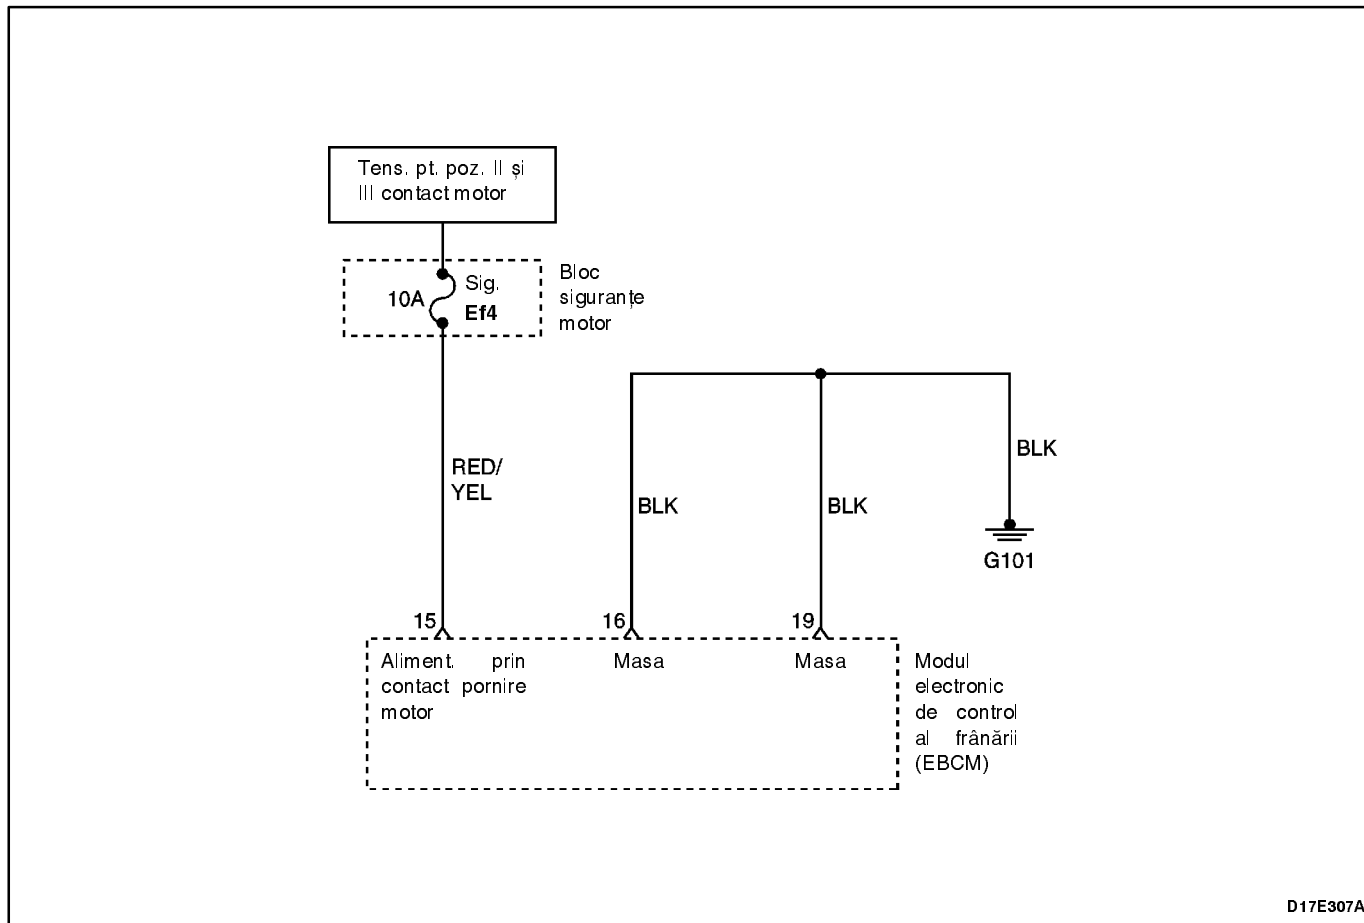 Tens. pt. poz. II și
III contact motor
10A
Sig.
Ef4
Bloc
siguranțe
motor
RED/
YEL
BLK
BLK
BLK
G101
15
16
19
Aliment. prin
contact pornire
motor
Masa
Masa
Modul
electronic
de control
al frânării
(EBCM)
D17E307A